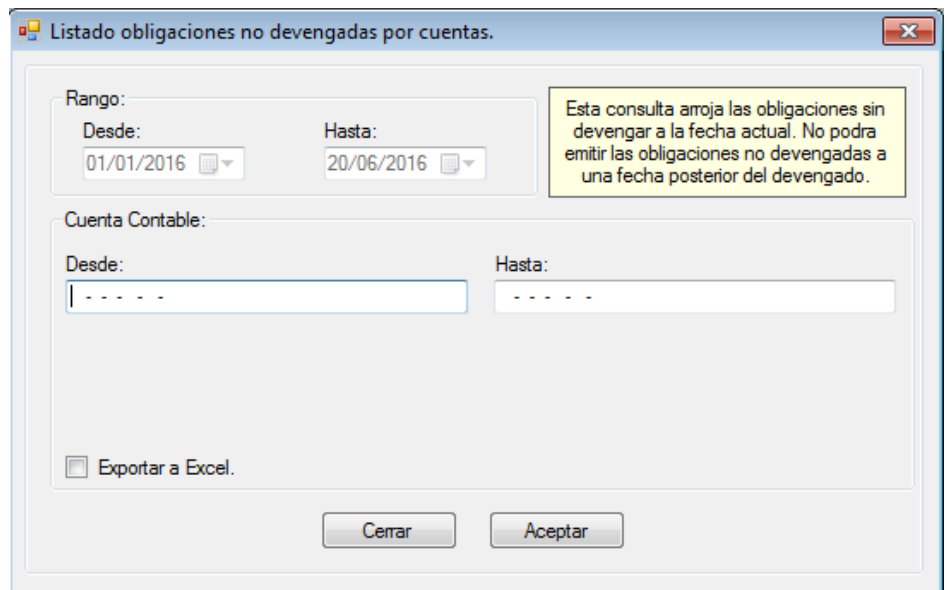 Listado obligaciones no devengadas por cuentas.
Rango:
Desde: Hasta:
01/01/2016 20/06/2016
Esta consulta arroja las obligaciones sin
devengar a la fecha actual. No podra
emitir las obligaciones no devengadas a
una fecha posterior del devengado.
Cuenta Contable:
Desde: Hasta:
- - - - - - - - - -
Exportar a Excel.
Cerrar Aceptar